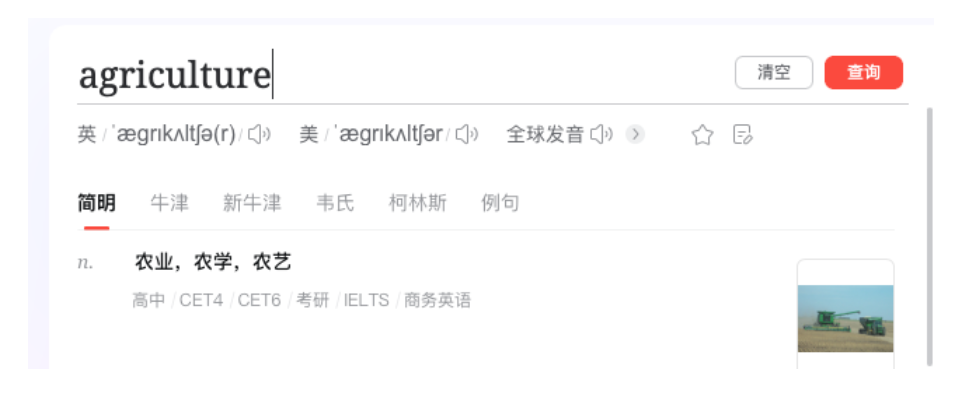 agriculture 清空 查询
英 /ˈægrɪkʌltʃə(r)/ 美 /ˈægrɪkʌltʃər/ 全球发音
简明 牛津 新牛津 韦氏 柯林斯 例句
n. 农业，农学，农艺
高中 / CET4 / CET6 / 考研 / IELTS / 商务英语